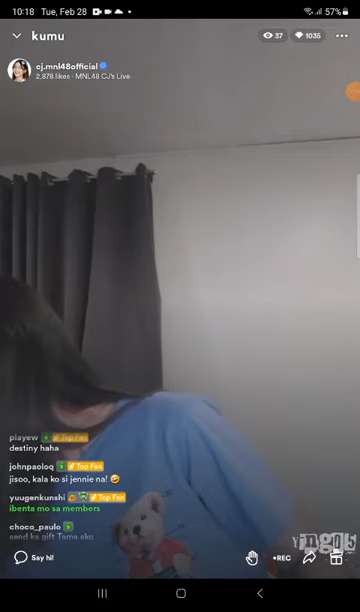 10:18 Tue, Feb 28 57%
kumu 37 1035
cj.mnl48official
2,878 likes · MNL48 CJ's Live
playow Top Fan
destiny haha
johnpaoloq Top Fan
jisoo, kala ko si jennie na! 🤣
yuugenkunshi Top Fan
ibenta mo sa members
choco_paulo
send ka gift Tama ako
Say hi!
•REC